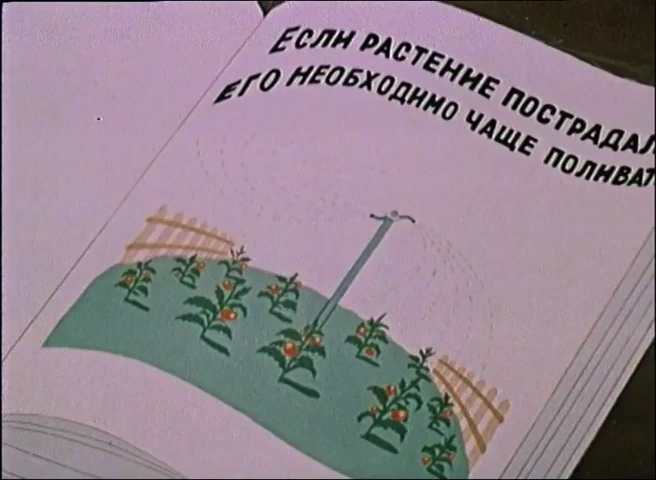 ЕСЛИ РАСТЕНИЕ ПОСТРАДАЛ
ЕГО НЕОБХОДИМО ЧАЩЕ ПОЛИВАТ